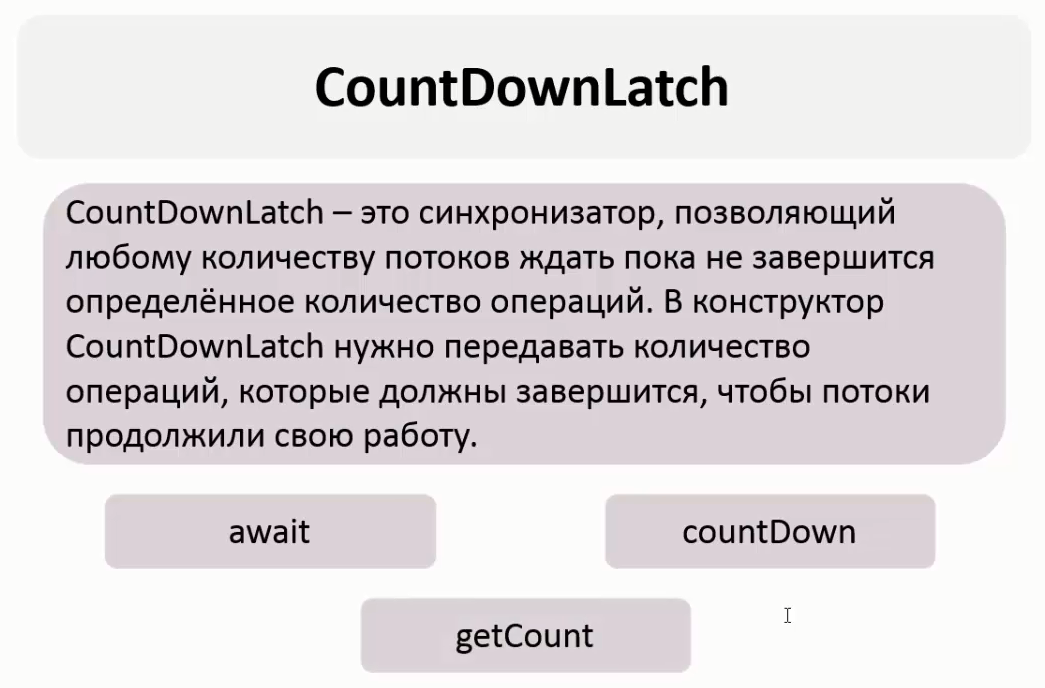 CountDownLatch
CountDownLatch – это синхронизатор, позволяющий
любому количеству потоков ждать пока не завершится
определённое количество операций. В конструктор
CountDownLatch нужно передавать количество
операций, которые должны завершится, чтобы потоки
продолжили свою работу.
await
countDown
getCount